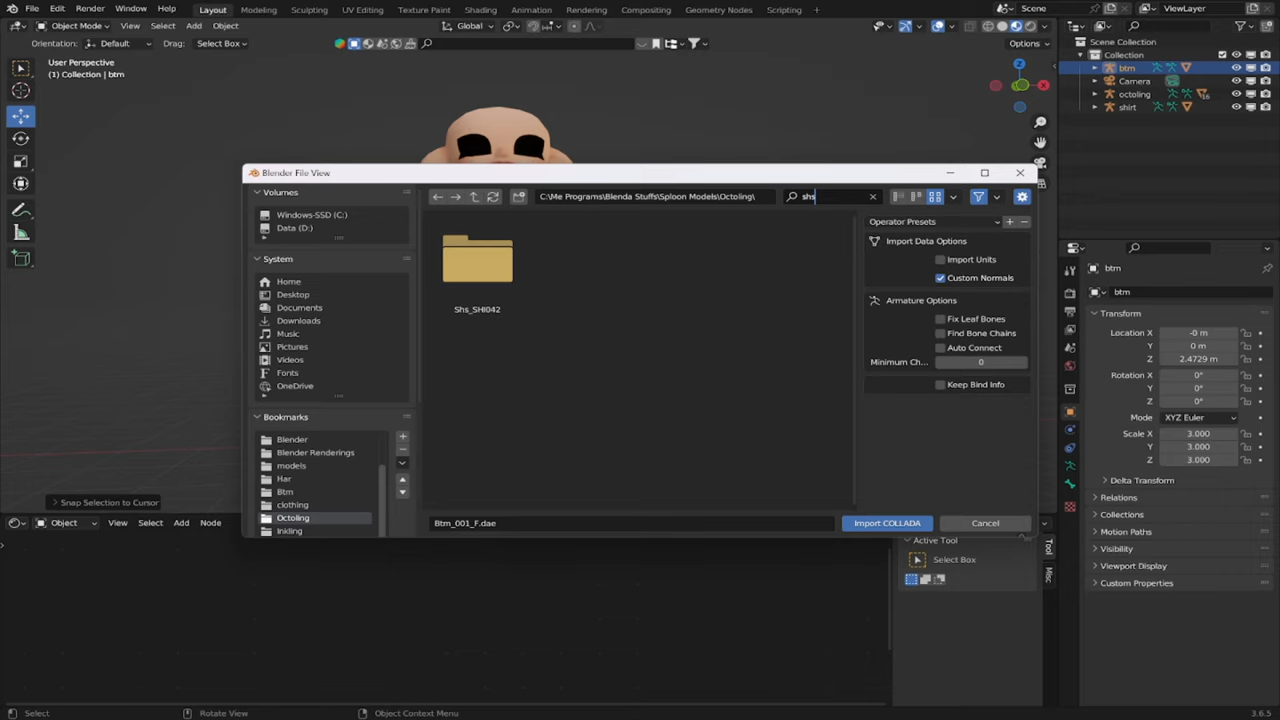 File Edit Render Window Help Layout Modeling Sculpting UV Editing Texture Paint Shading Animation Rendering Compositing Geometry Nodes Scripting Scene ViewLayer
Object Mode View Select Add Object Global
Orientation: Default Drag: Select Box Options
User Perspective
(1) Collection | btm
Scene Collection
Collection
btm
Camera
octoling 16
shirt
Z
X
Blender File View
Volumes
Windows-SSD (C:)
Data (D:)
System
Home
Desktop
Documents
Downloads
Music
Pictures
Videos
Fonts
OneDrive
Bookmarks
Blender
Blender Renderings
models
Har
Btm
clothing
Octoling
Inkling
C:\Me Programs\Blenda Stuffs\Sploon Models\Octoling\ shs
Shs_SHI042
Operator Presets
Import Data Options
Import Units
Custom Normals
Armature Options
Fix Leaf Bones
Find Bone Chains
Auto Connect
Minimum Ch... 0
Keep Bind Info
Btm_001_F.dae Import COLLADA Cancel
btm
btm
Transform
Location X -0 m
Y 0 m
Z 2.4729 m
Rotation X 0°
Y 0°
Z 0°
Mode XYZ Euler
Scale X 3.000
Y 3.000
Z 3.000
Delta Transform
Relations
Collections
Motion Paths
Visibility
Viewport Display
Custom Properties
Snap Selection to Cursor
Object View Select Add Node
Active Tool
Select Box
Tool
Misc
Select Rotate View Object Context Menu 3.6.5